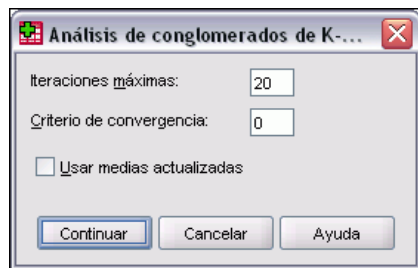 Análisis de conglomerados de K-...
Iteraciones máximas: 20
Criterio de convergencia: 0
Usar medias actualizadas
Continuar Cancelar Ayuda